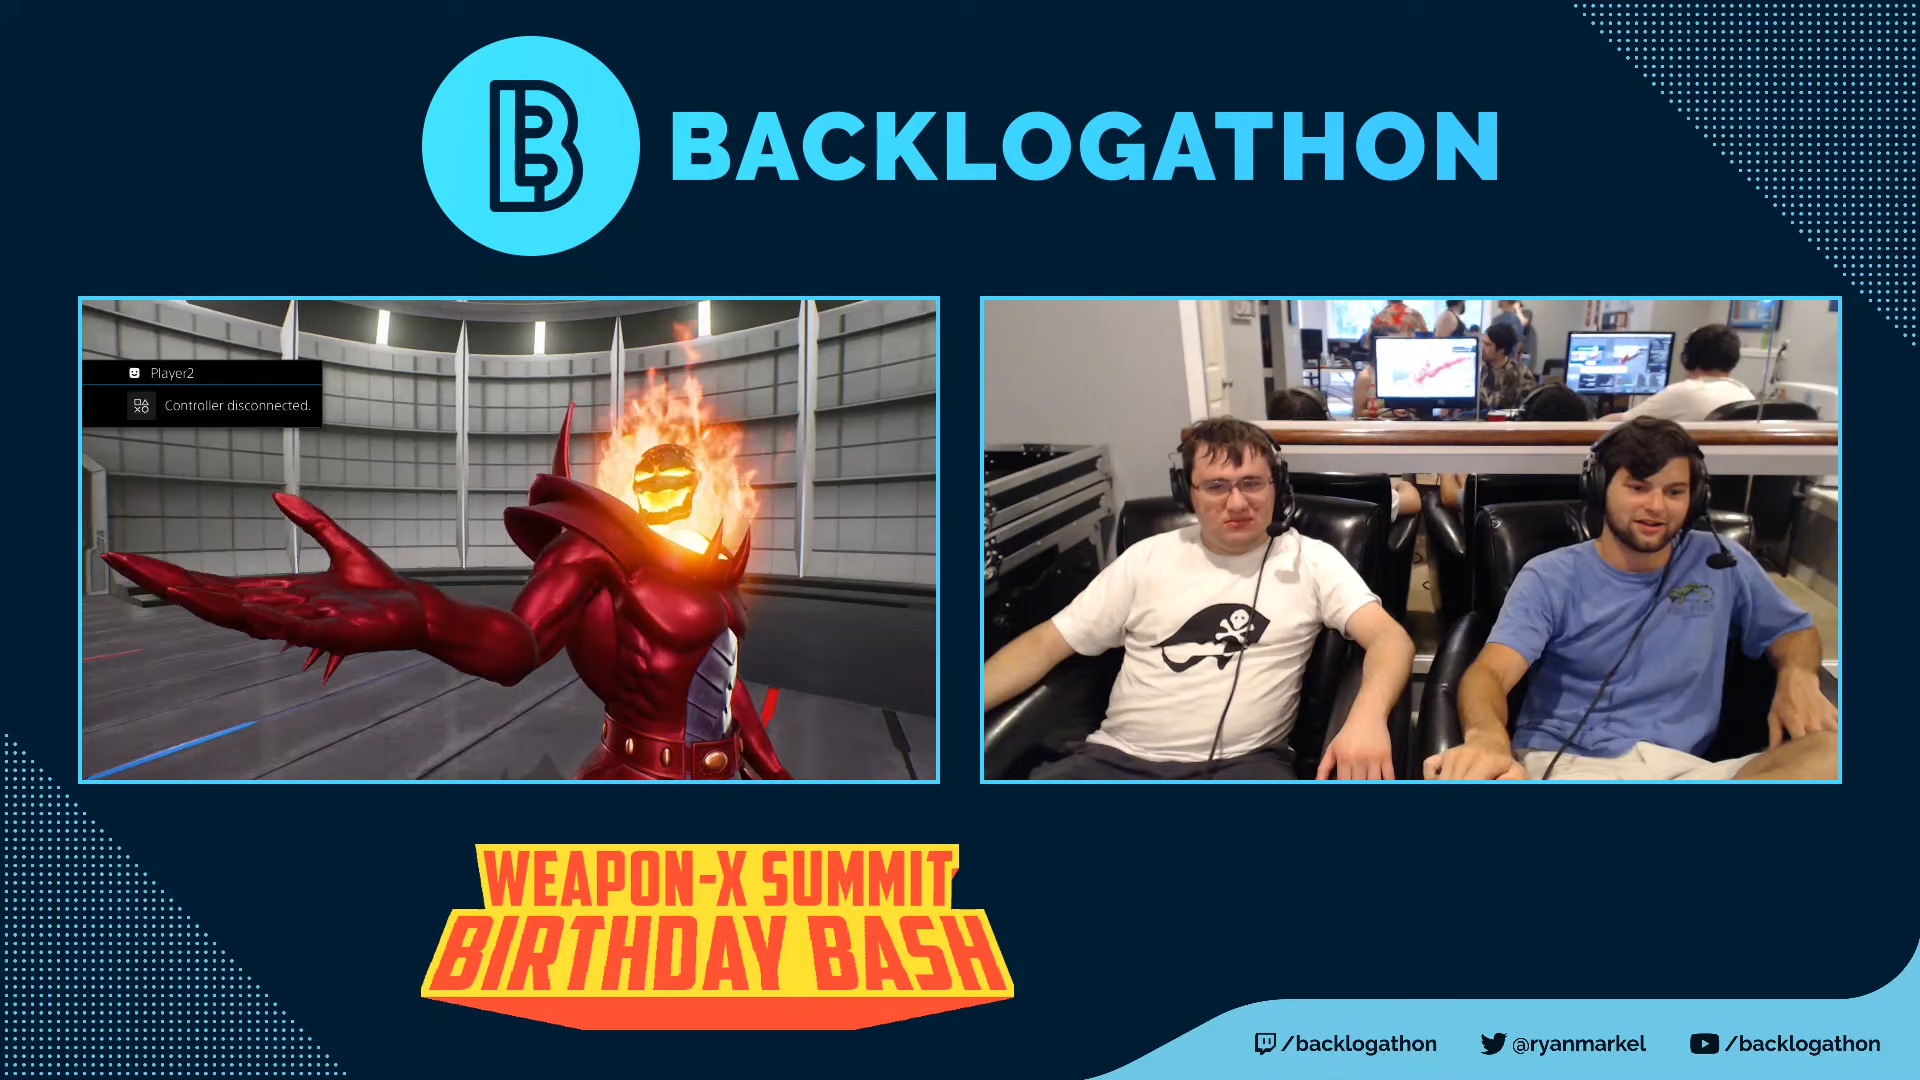 BACKLOGATHON
Player2
Controller disconnected.
WEAPON-X SUMMIT
BIRTHDAY BASH
/backlogathon
@ryanmarkel
/backlogathon